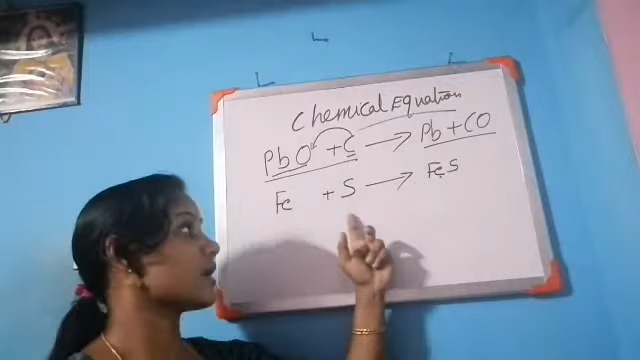 Chemical Equation
PbO + C → Pb + CO
Fe + S → FeS